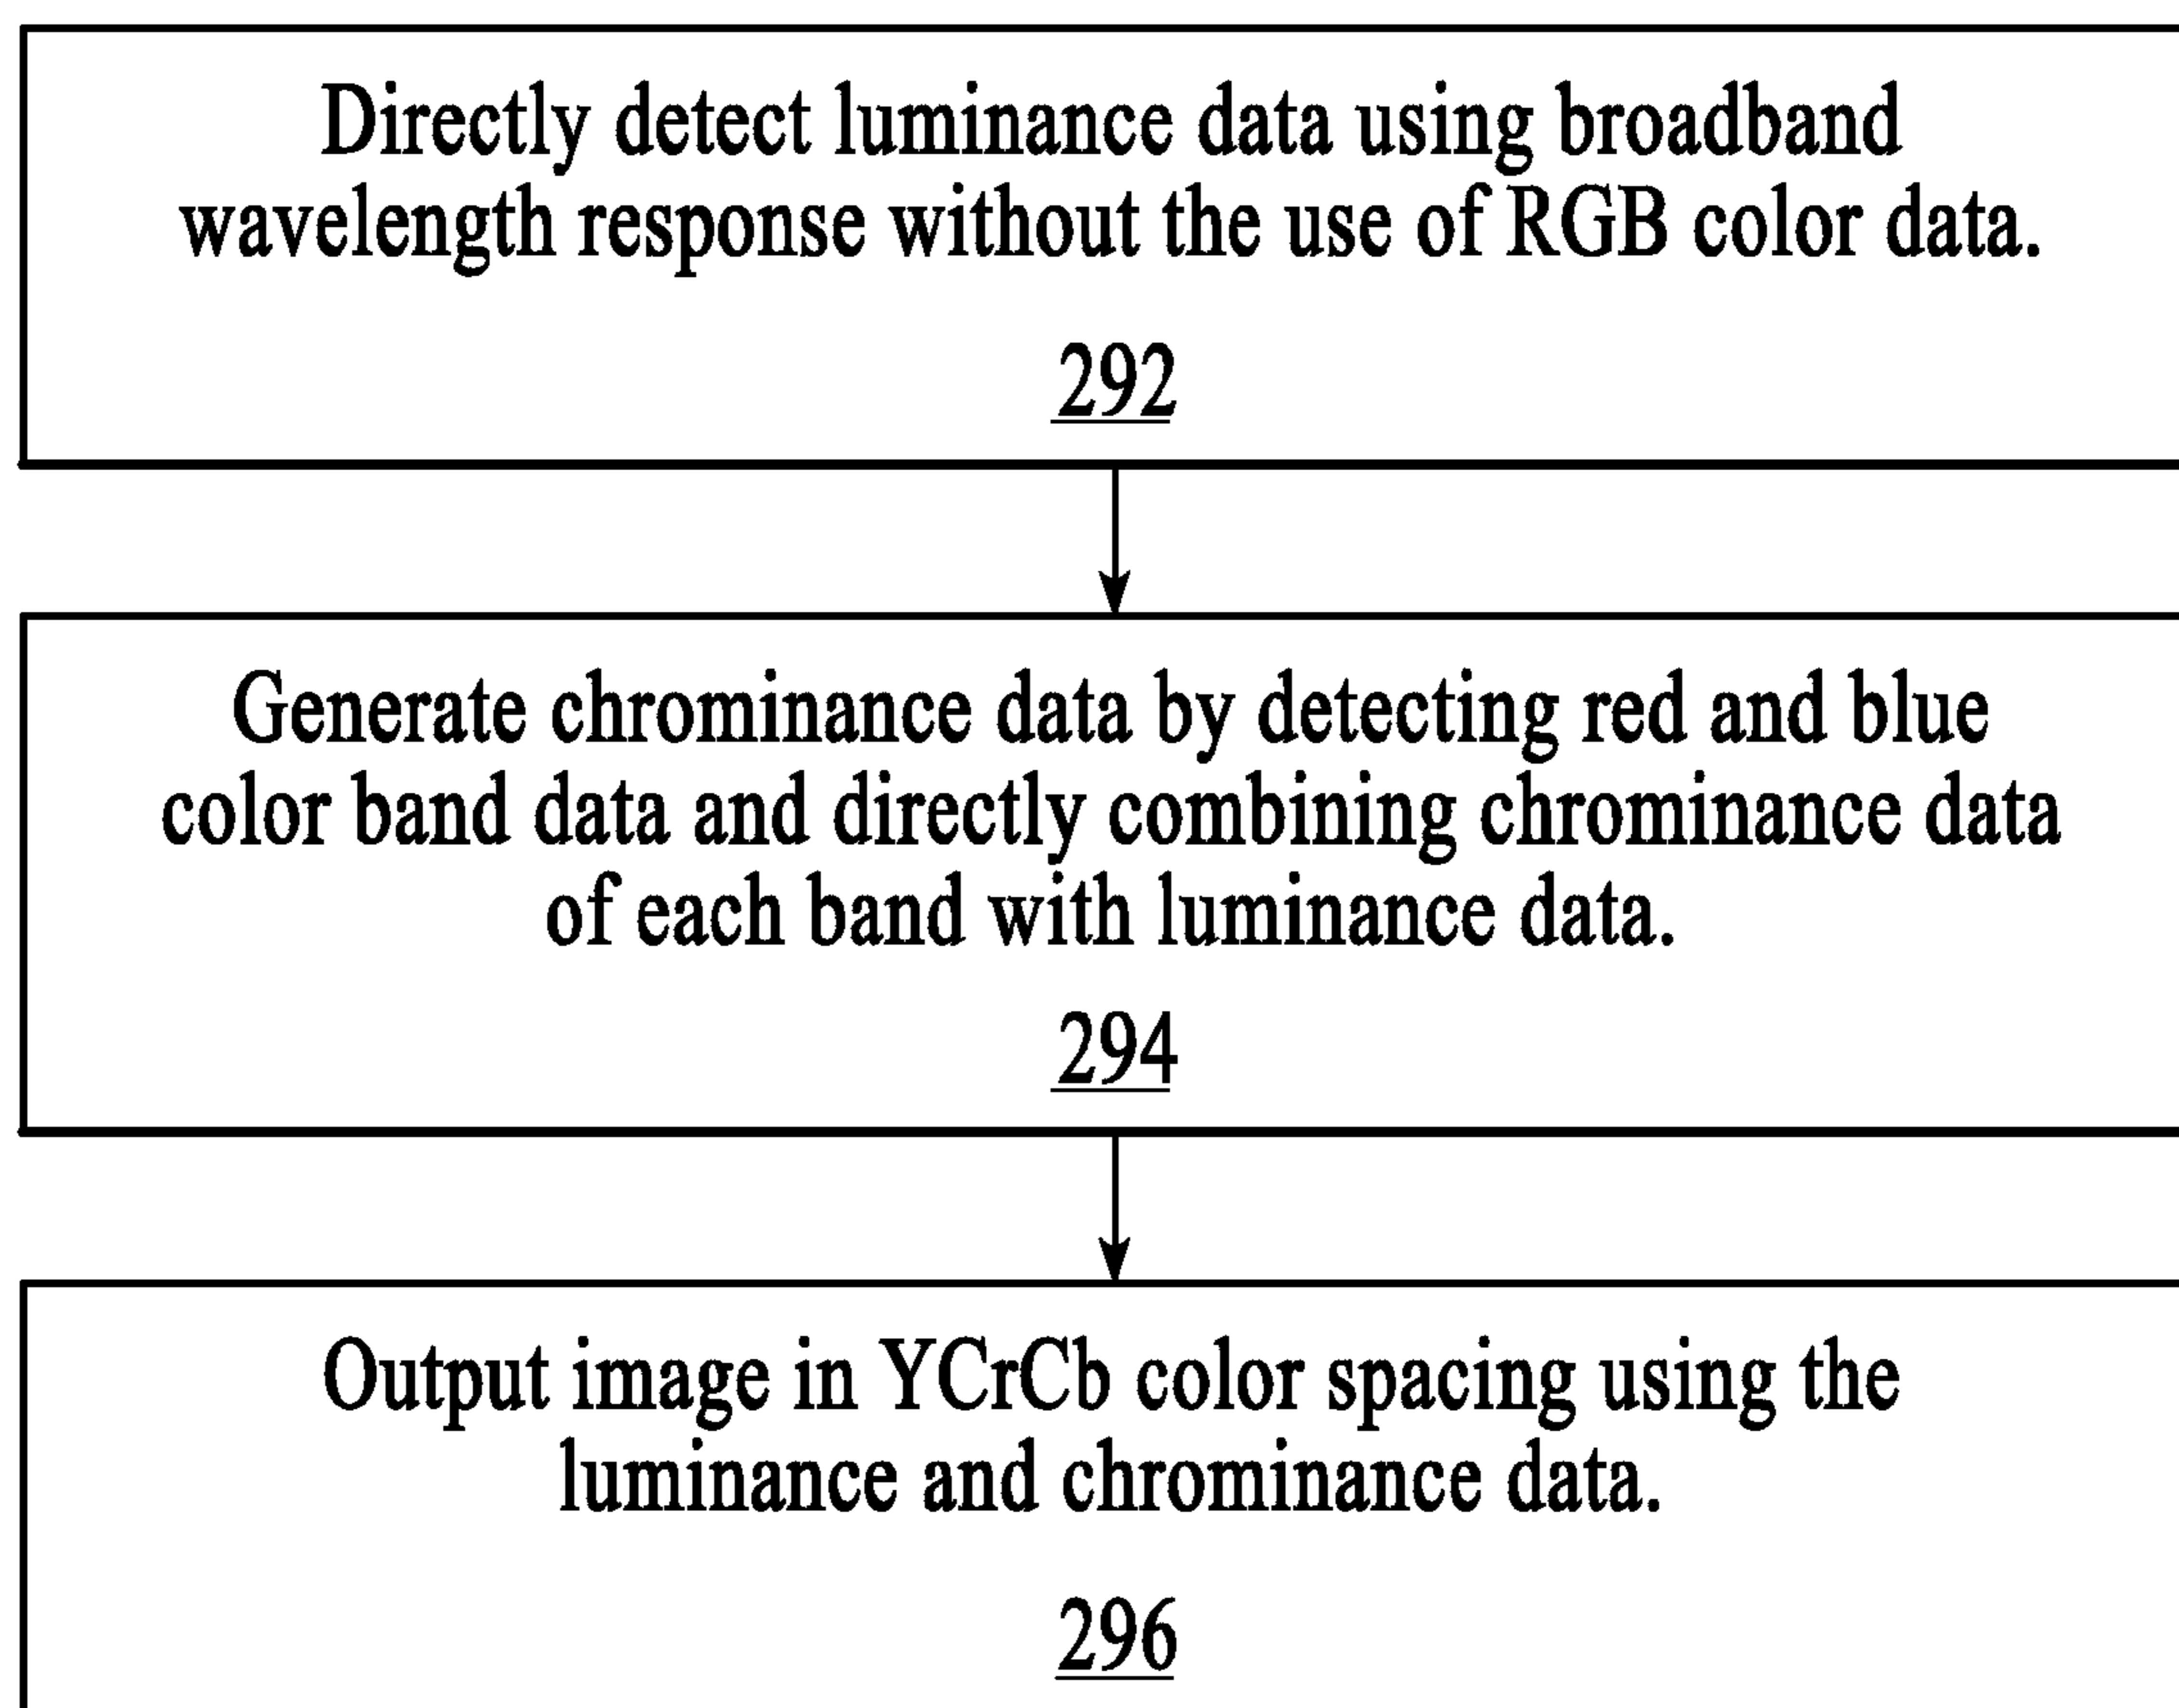 Directly detect luminance data using broadband
wavelength response without the use of RGB color data.
292
Generate chrominance data by detecting red and blue
color band data and directly combining chrominance data
of each band with luminance data.
294
Output image in YCrCb color spacing using the
luminance and chrominance data.
296